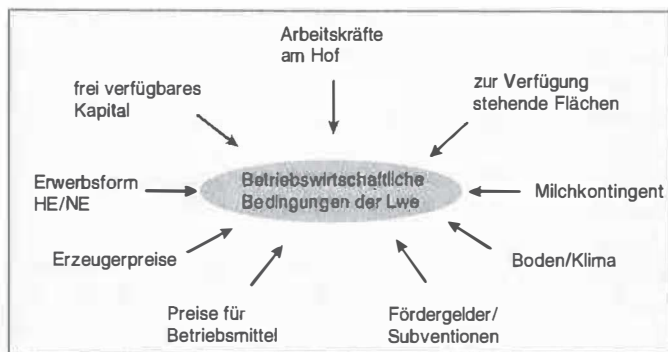 Arbeitskräfte
am Hof
frei verfügbares
Kapital
zur Verfügung
stehende Flächen
Erwerbsform
HE/NE
Betriebswirtschaftliche
Bedingungen der Lwe
Milchkontingent
Erzeugerpreise
Boden/Klima
Preise für
Betriebsmittel
Fördergelder/
Subventionen